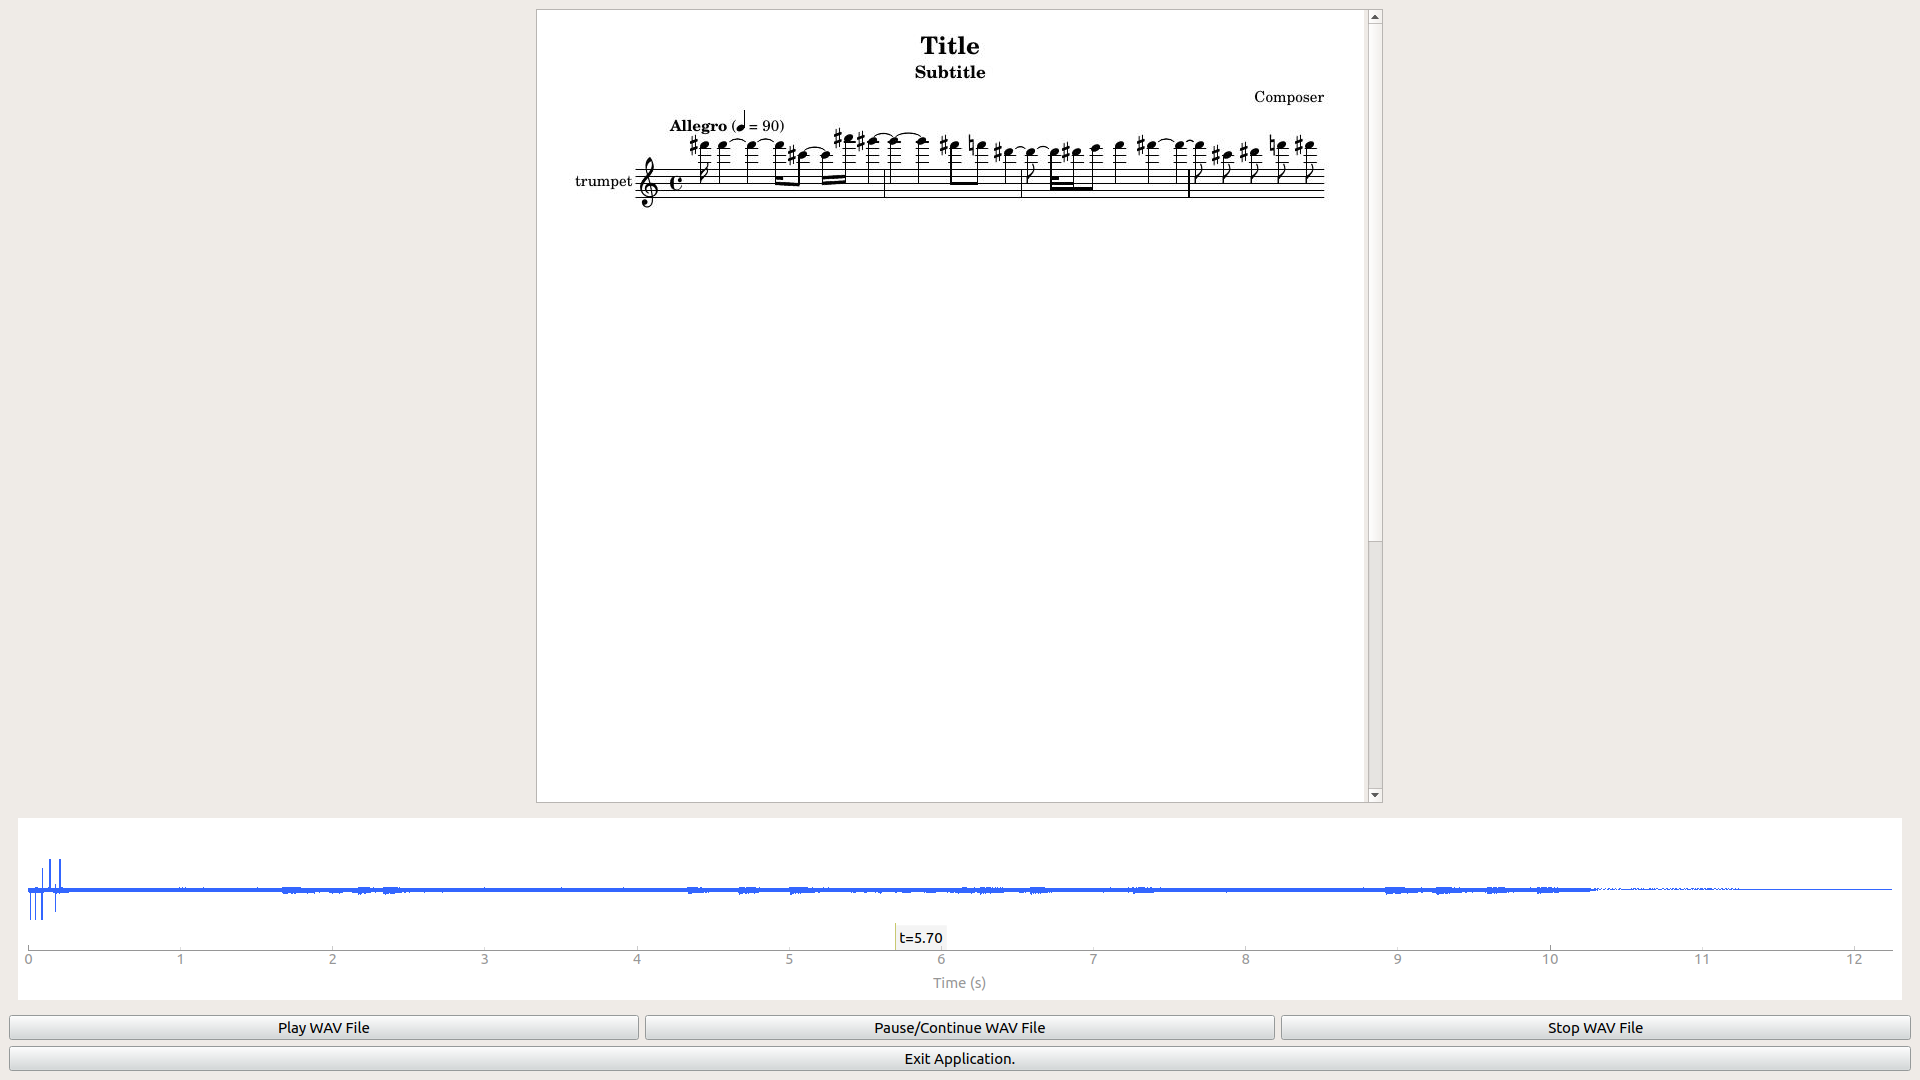 Title
Subtitle
Composer
Allegro (♩ = 90)
trumpet
t=5.70
0 1 2 3 4 5 6 7 8 9 10 11 12
Time (s)
Play WAV File Pause/Continue WAV File Stop WAV File
Exit Application.